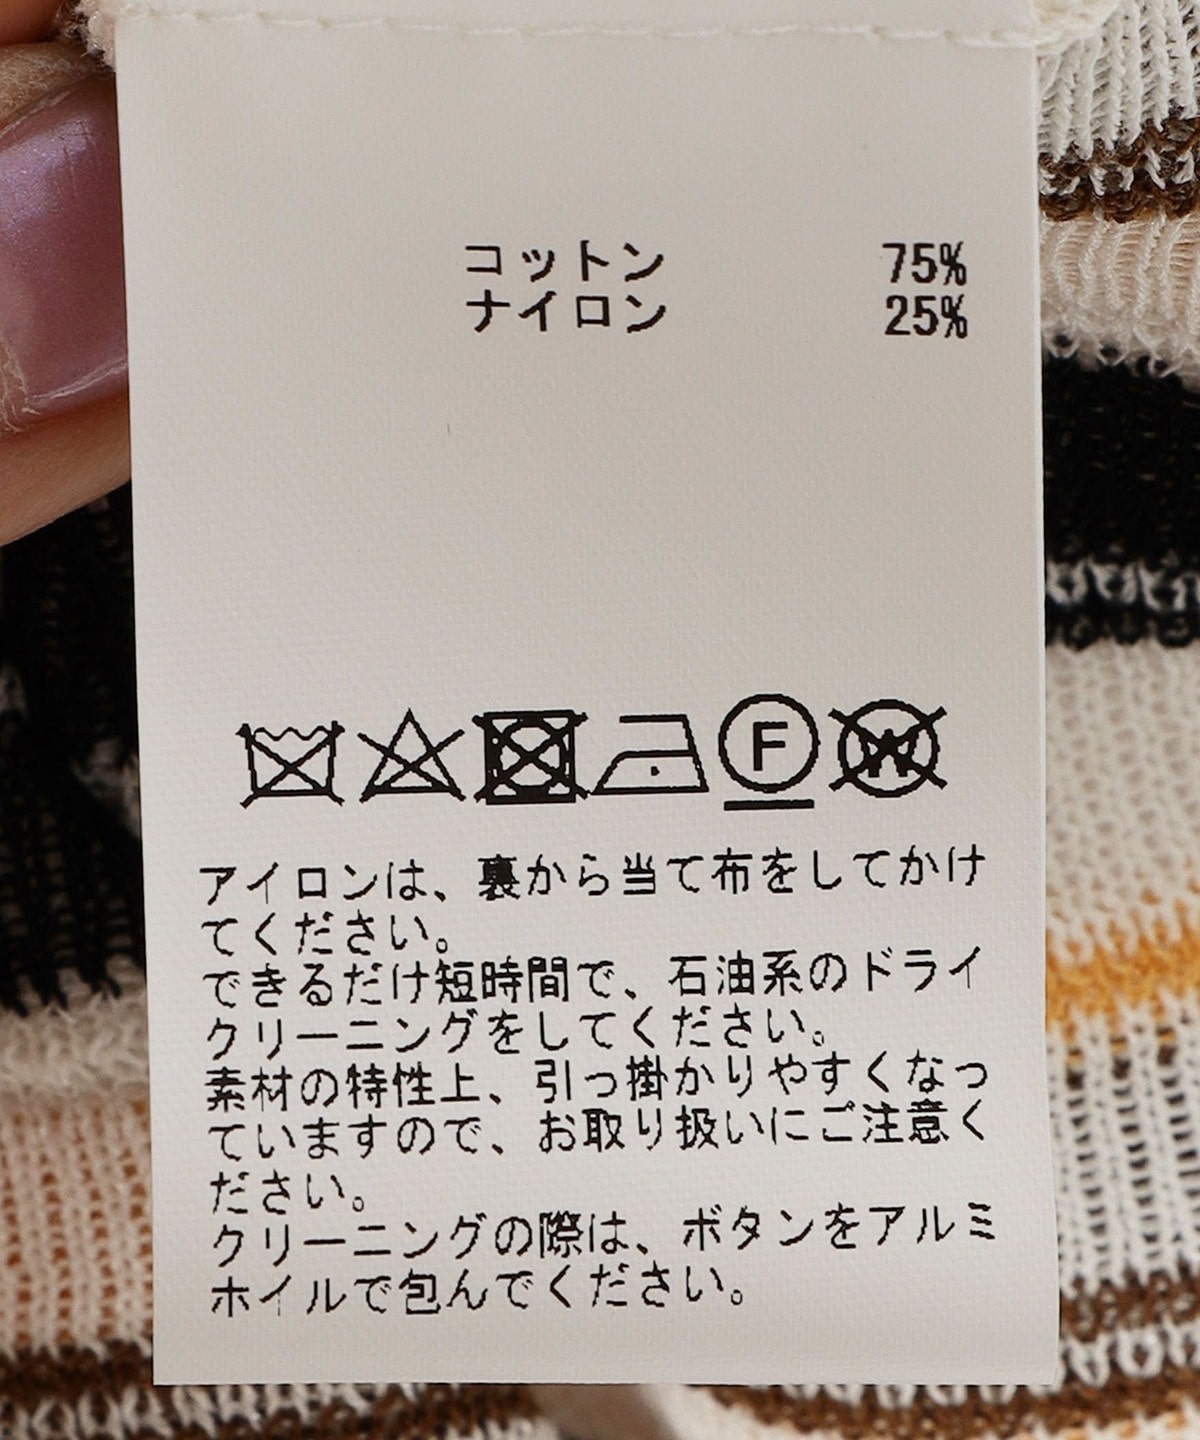 コットン 75%
ナイロン 25%
F W
アイロンは、裏から当て布をしてかけ
てください。
できるだけ短時間で、石油系のドライ
クリーニングをしてください。
素材の特性上、引っ掛かりやすくなっ
ていますので、お取り扱いにご注意く
ださい。
クリーニングの際は、ボタンをアルミ
ホイルで包んでください。